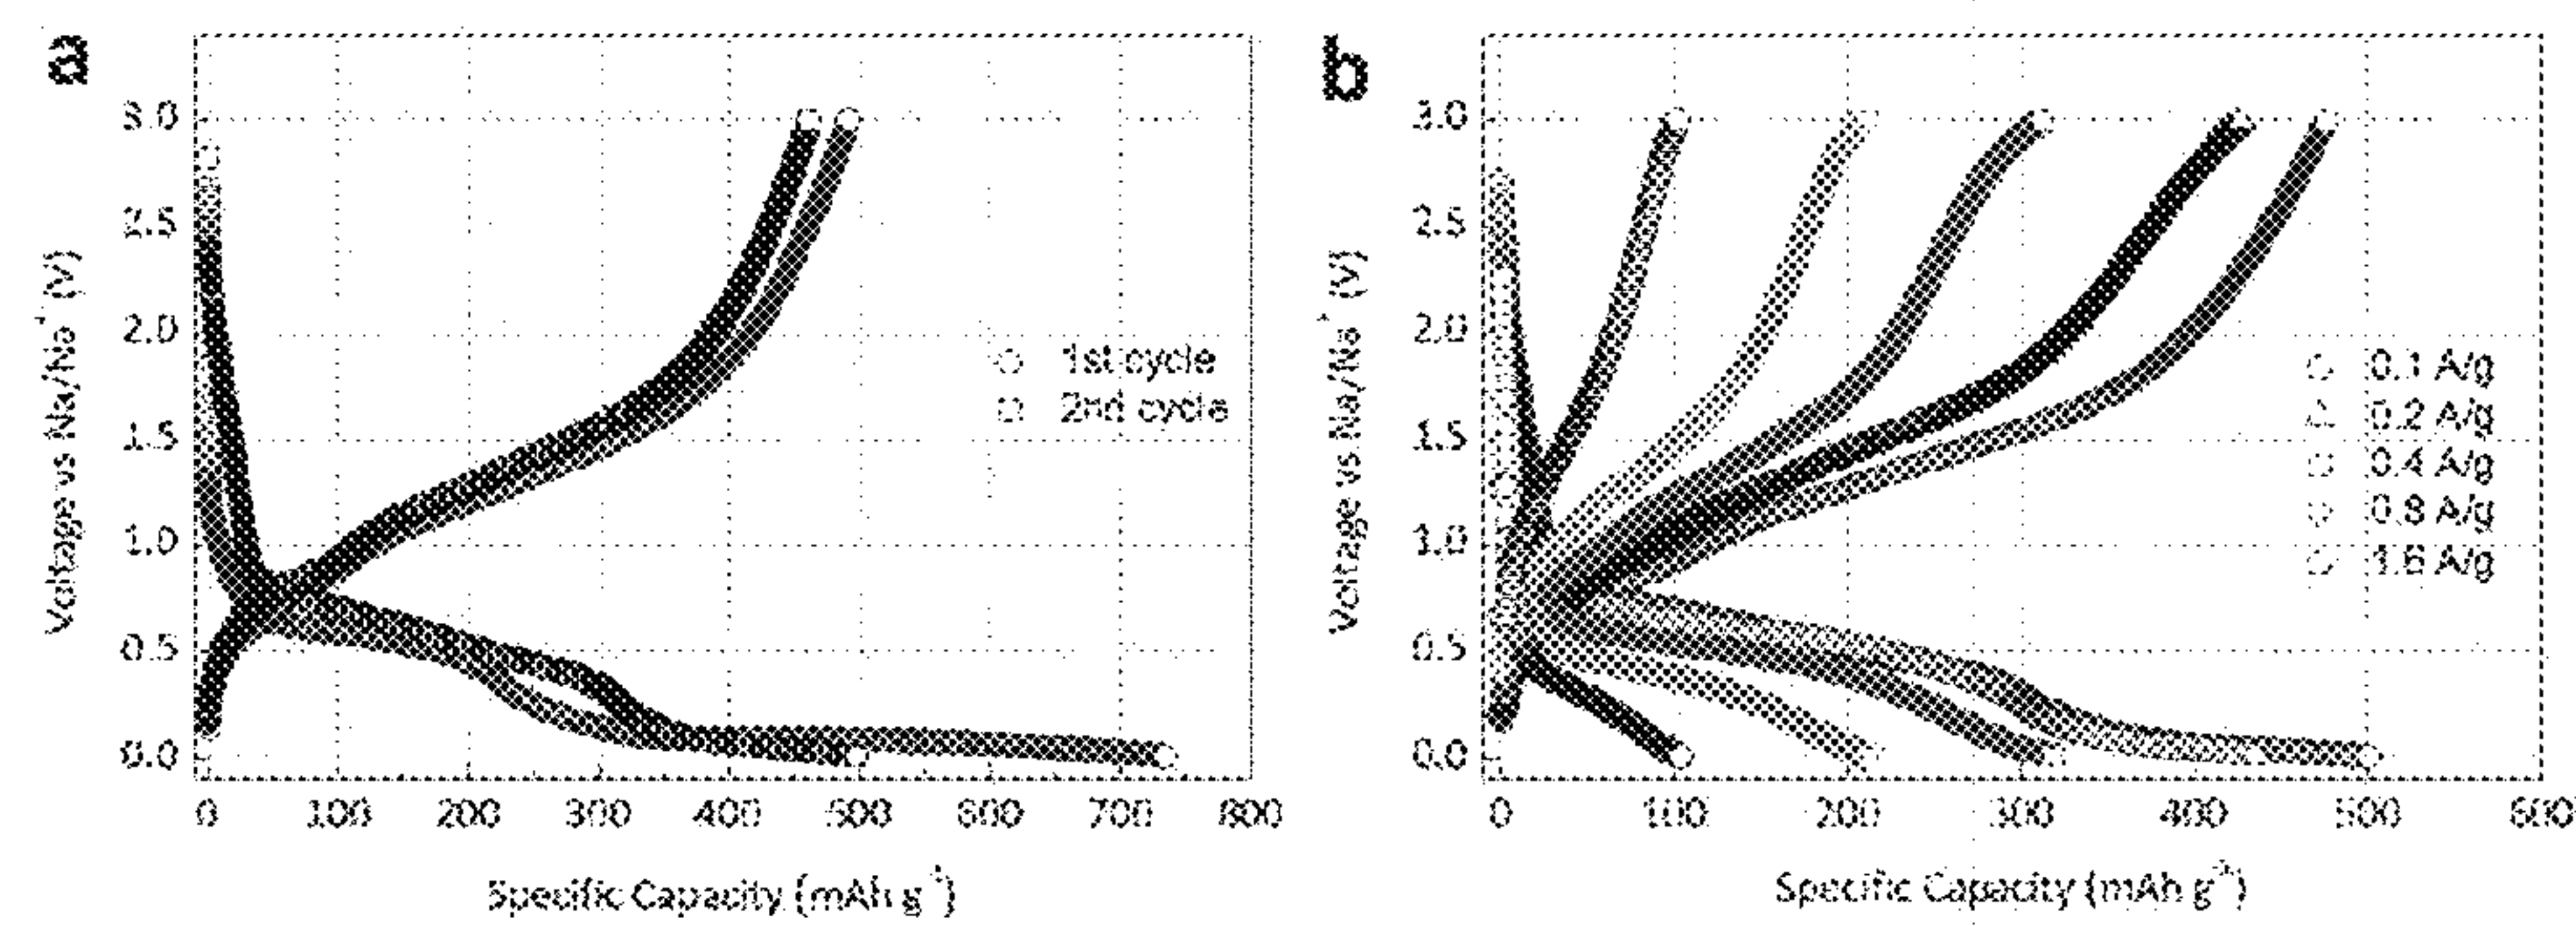 a
3.0
2.5
2.0
1.5
1.0
0.5
0.0
Voltage vs Na/Na⁺ (V)
1st cycle
2nd cycle
0 100 200 300 400 500 600 700 800
Specific Capacity (mAh g⁻¹)
b
3.0
2.5
2.0
1.5
1.0
0.5
0.0
Voltage vs Na/Na⁺ (V)
0.1 A/g
0.2 A/g
0.4 A/g
0.8 A/g
1.6 A/g
0 100 200 300 400 500 600
Specific Capacity (mAh g⁻¹)